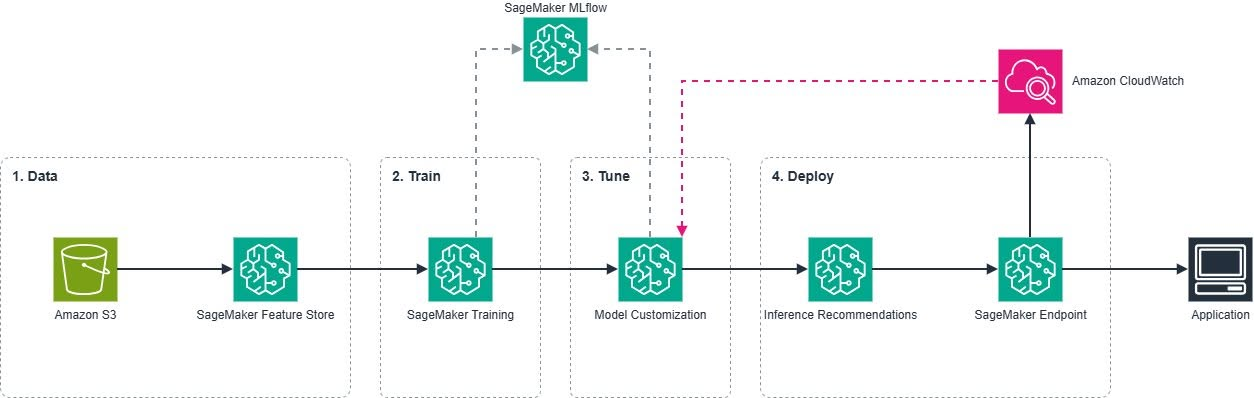 SageMaker MLflow
Amazon CloudWatch
1. Data
2. Train
3. Tune
4. Deploy
Amazon S3
SageMaker Feature Store
SageMaker Training
Model Customization
Inference Recommendations
SageMaker Endpoint
Application